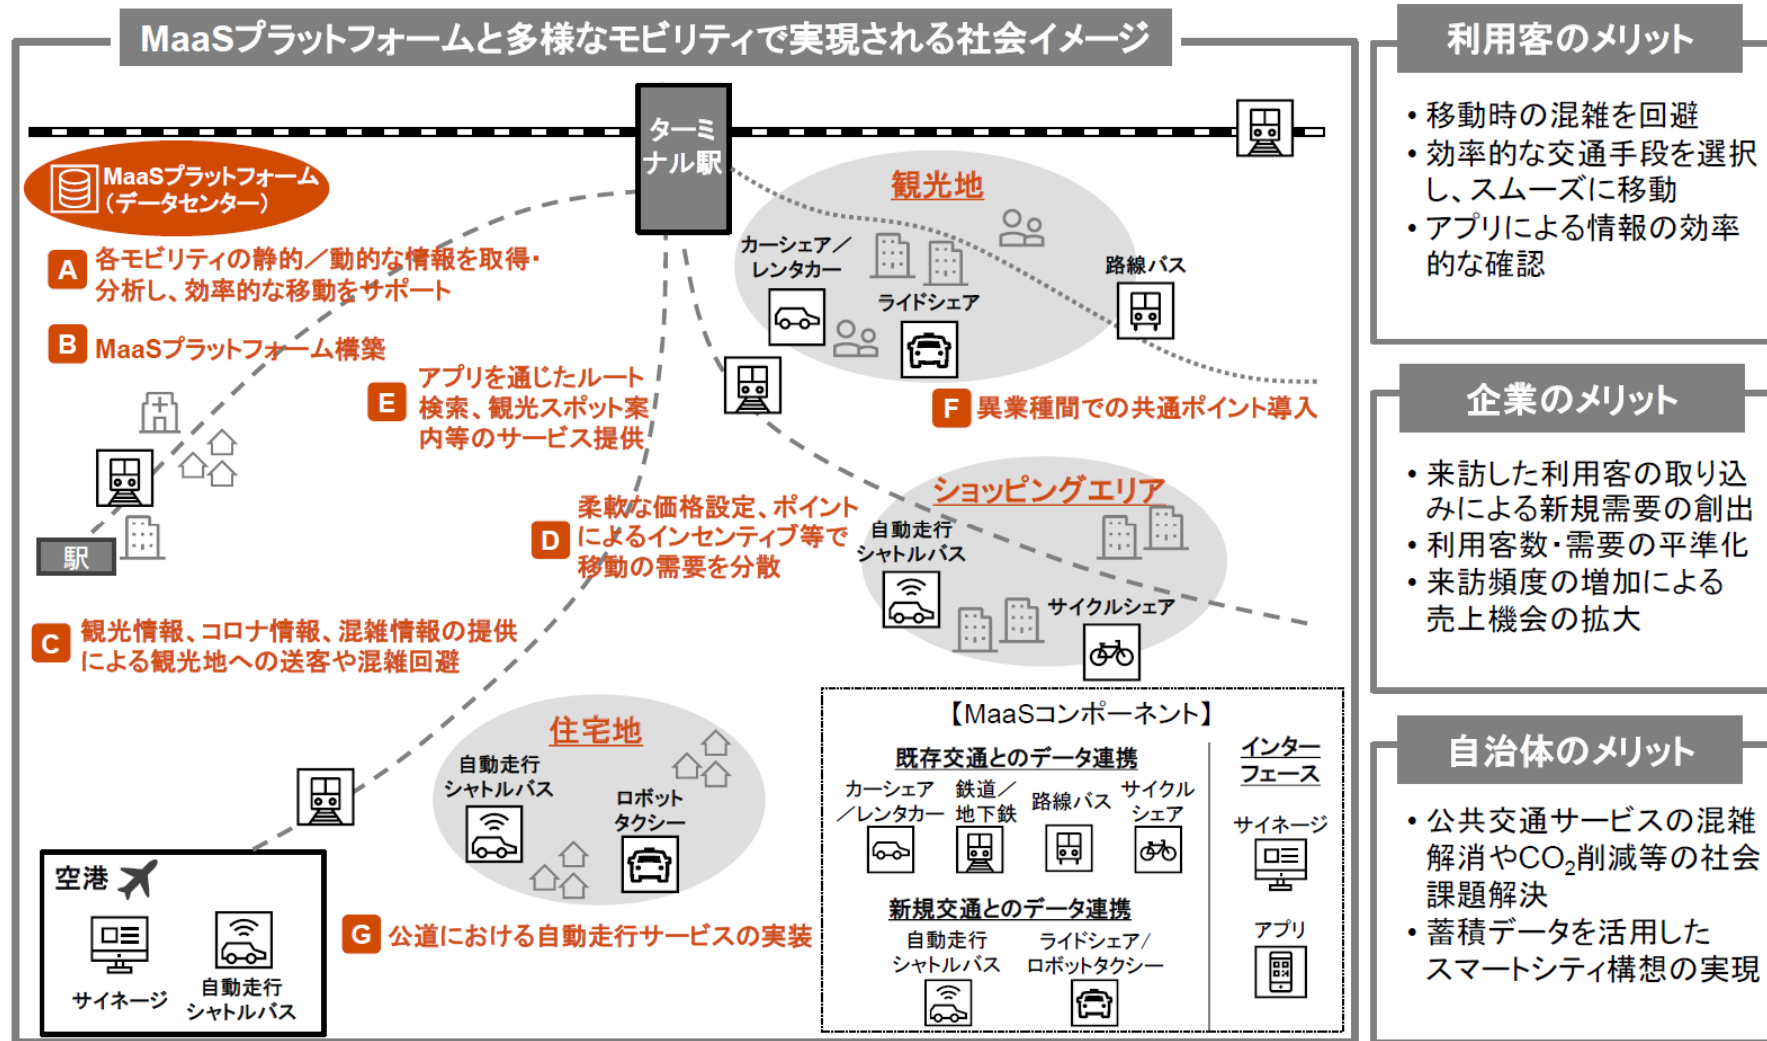 MaaSプラットフォームと多様なモビリティで実現される社会イメージ
ターミ
ナル駅
MaaSプラットフォーム
（データセンター）
A
各モビリティの静的／動的な情報を取得・
分析し、効率的な移動をサポート
B
MaaSプラットフォーム構築
E
アプリを通じたルート
検索、観光スポット案
内等のサービス提供
観光地
カーシェア／
レンタカー
ライドシェア
路線バス
F
異業種間での共通ポイント導入
駅
D
柔軟な価格設定、ポイント
によるインセンティブ等で
移動の需要を分散
ショッピングエリア
自動走行
シャトルバス
サイクルシェア
C
観光情報、コロナ情報、混雑情報の提供
による観光地への送客や混雑回避
住宅地
自動走行
シャトルバス
ロボット
タクシー
空港
サイネージ
自動走行
シャトルバス
G
公道における自動走行サービスの実装
【MaaSコンポーネント】
既存交通とのデータ連携
カーシェア
／レンタカー
鉄道／
地下鉄
路線バス
サイクル
シェア
新規交通とのデータ連携
自動走行
シャトルバス
ライドシェア/
ロボットタクシー
インター
フェース
サイネージ
アプリ
利用客のメリット
・移動時の混雑を回避
・効率的な交通手段を選択
し、スムーズに移動
・アプリによる情報の効率
的な確認
企業のメリット
・来訪した利用客の取り込
みによる新規需要の創出
・利用客数・需要の平準化
・来訪頻度の増加による
売上機会の拡大
自治体のメリット
・公共交通サービスの混雑
解消やCO₂削減等の社会
課題解決
・蓄積データを活用した
スマートシティ構想の実現